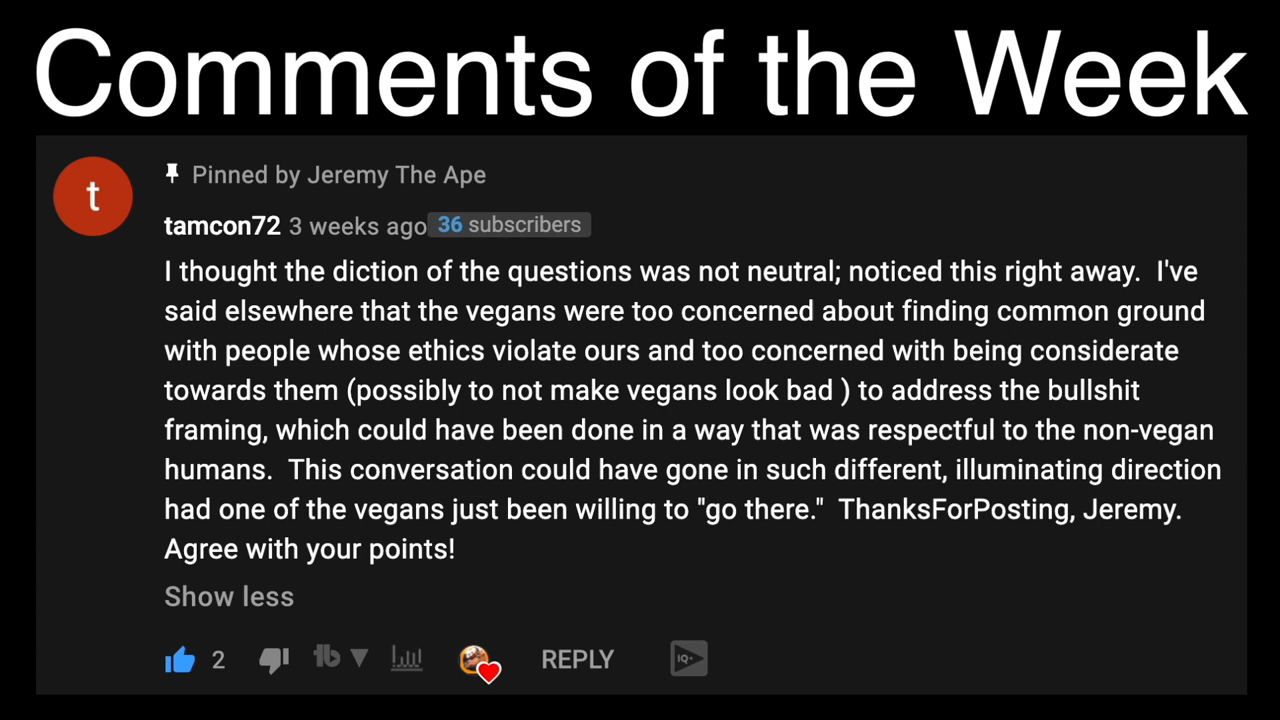 Comments of the Week
Pinned by Jeremy The Ape
t
tamcon72 3 weeks ago 36 subscribers
I thought the diction of the questions was not neutral; noticed this right away.  I've
said elsewhere that the vegans were too concerned about finding common ground
with people whose ethics violate ours and too concerned with being considerate
towards them (possibly to not make vegans look bad ) to address the bullshit
framing, which could have been done in a way that was respectful to the non-vegan
humans.  This conversation could have gone in such different, illuminating direction
had one of the vegans just been willing to "go there."  ThanksForPosting, Jeremy.
Agree with your points!
Show less
2 tb REPLY IQ